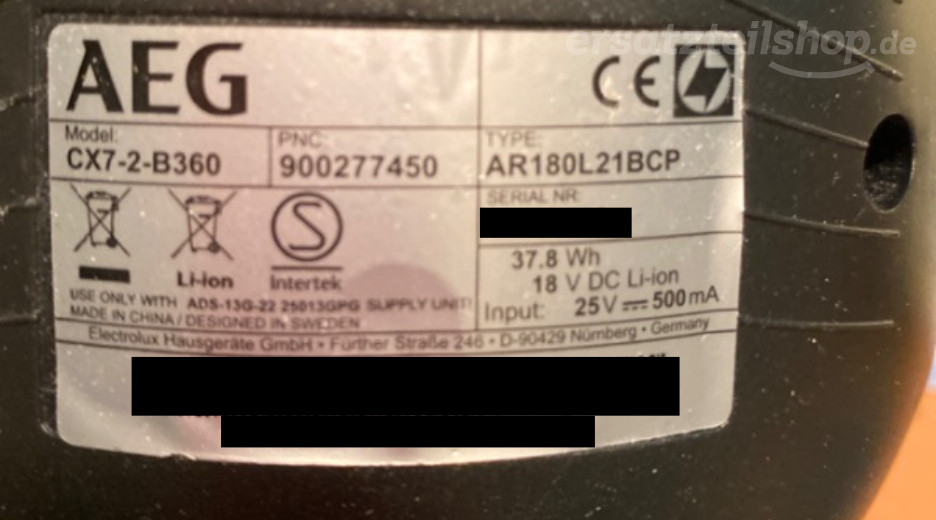 ersatzteilshop.de
AEG
CE
Model:
CX7-2-B360
PNC:
900277450
TYPE:
AR180L21BCP
SERIAL NR:
Li-ion
S
Intertek
37.8 Wh
18 V DC Li-ion
Input: 25V ⎓ 500mA
USE ONLY WITH ADS-13G-22 25013GPG SUPPLY UNIT!
MADE IN CHINA / DESIGNED IN SWEDEN
Electrolux Hausgeräte GmbH • Fürther Straße 246 • D-90429 Nürnberg • Germany